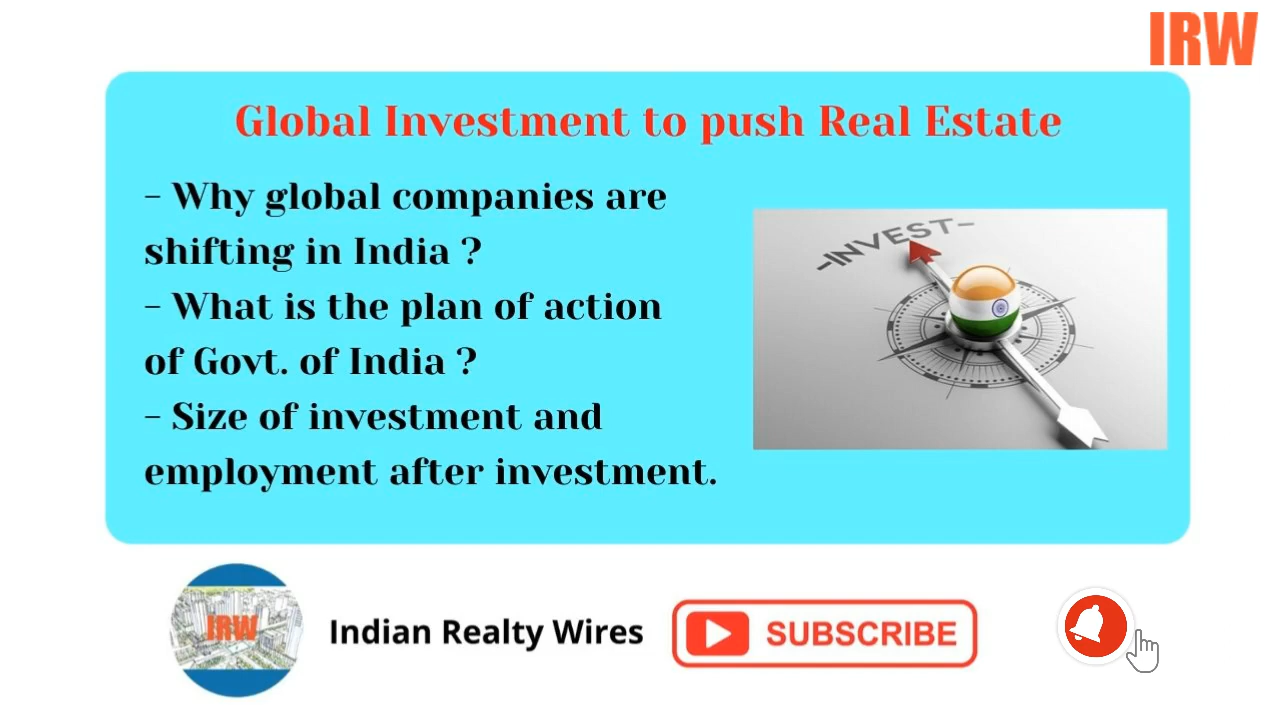 IRW
Global Investment to push Real Estate
- Why global companies are
shifting in India ?
- What is the plan of action
of Govt. of India ?
- Size of investment and
employment after investment.
-INVEST-
IRW
Indian Realty Wires
SUBSCRIBE